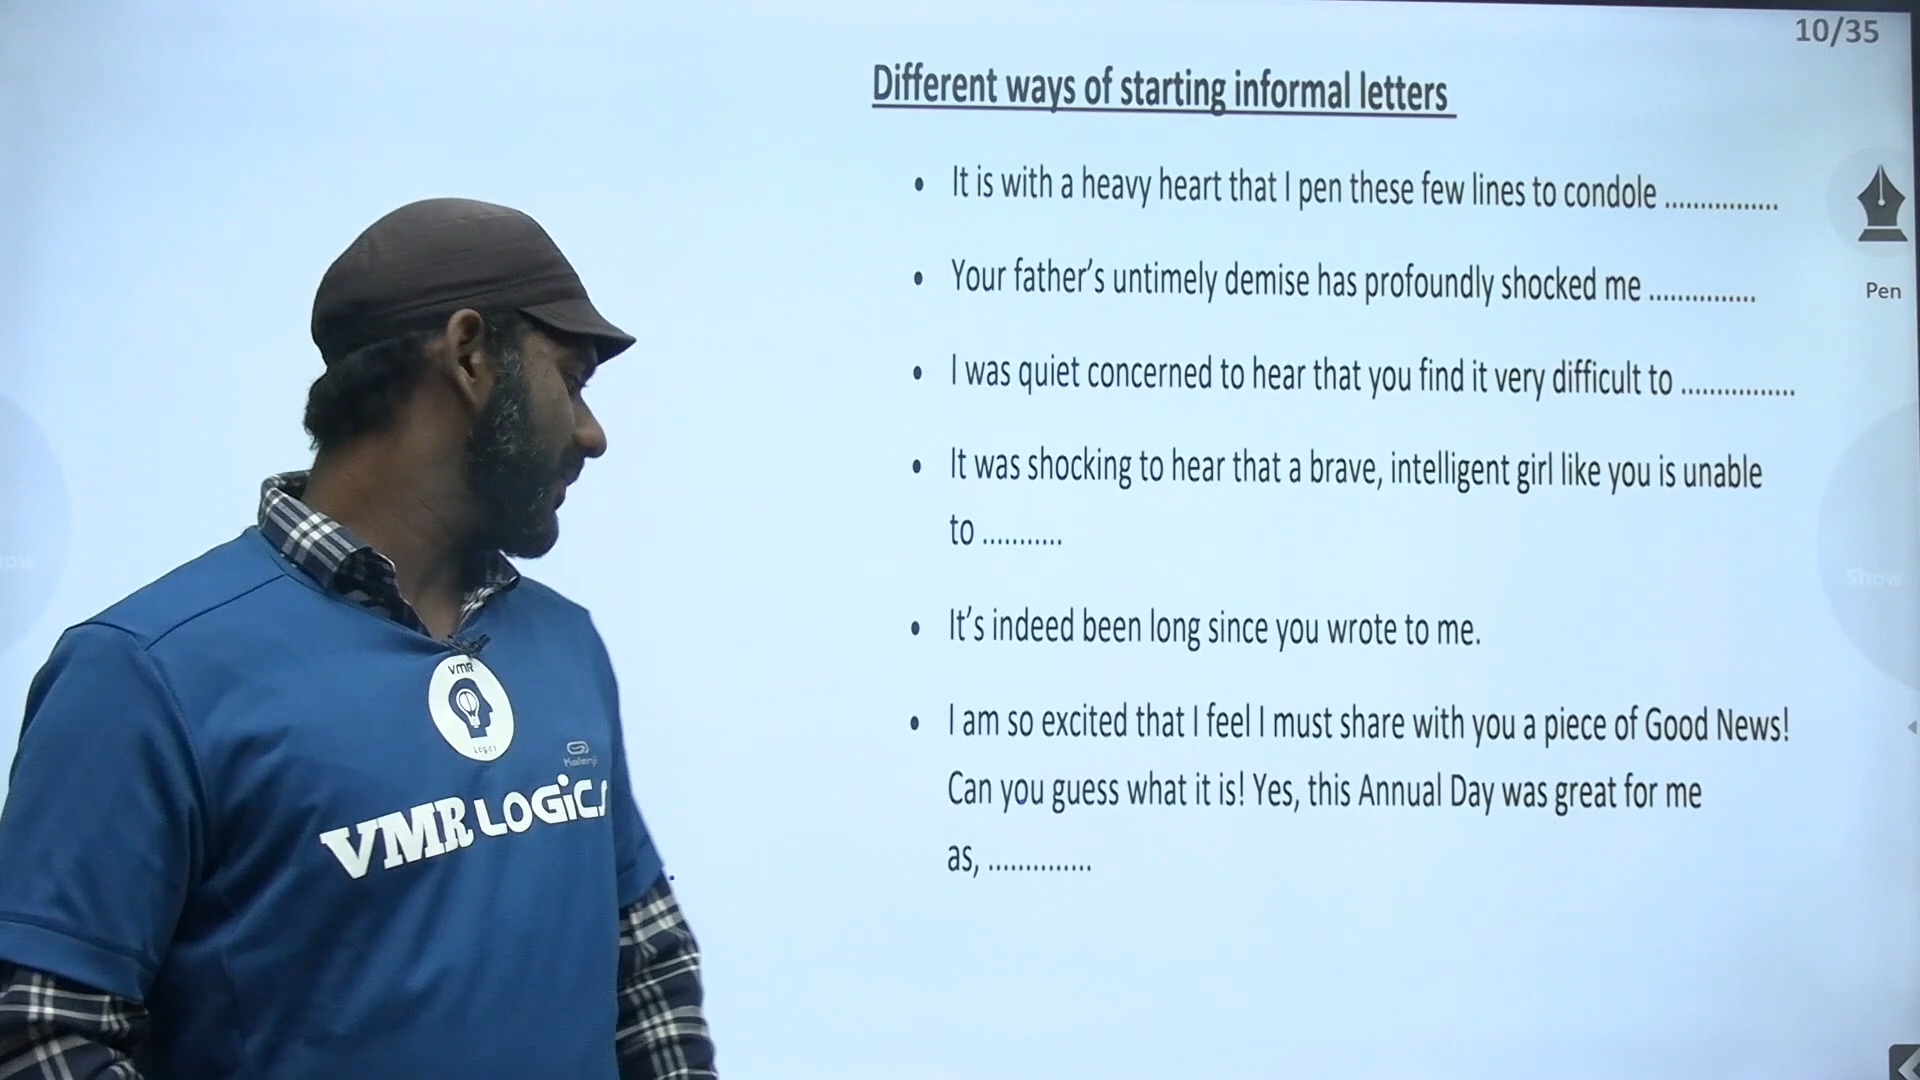 10/35
Different ways of starting informal letters
• It is with a heavy heart that I pen these few lines to condole ................
• Your father's untimely demise has profoundly shocked me ...............
• I was quiet concerned to hear that you find it very difficult to ................
• It was shocking to hear that a brave, intelligent girl like you is unable
to ...........
• It's indeed been long since you wrote to me.
• I am so excited that I feel I must share with you a piece of Good News!
Can you guess what it is! Yes, this Annual Day was great for me
as, ..............
Pen
Show
VMR
Logics
Kalenji
VMR LOGiCs